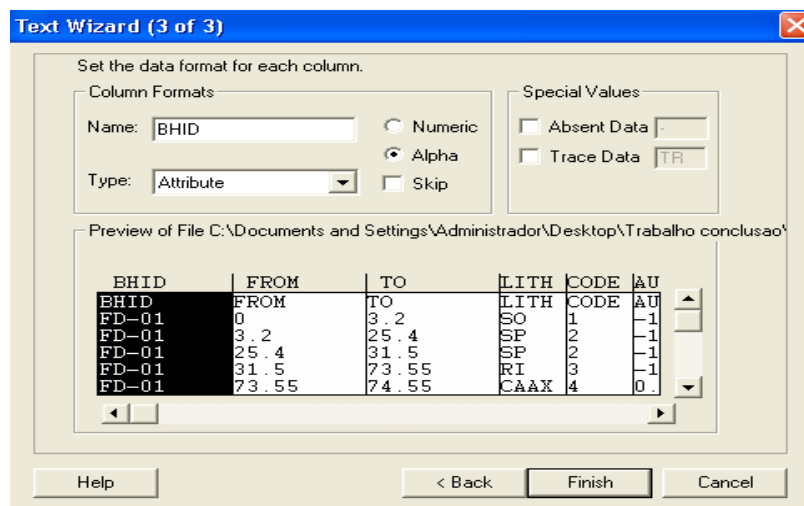 Text Wizard (3 of 3)
Set the data format for each column.
Column Formats
Special Values
Name: BHID
Numeric
Alpha
Type: Attribute
Skip
Absent Data -
Trace Data TR
Preview of File C:\Documents and Settings\Administrador\Desktop\Trabalho conclusao\
BHID FROM TO LITH CODE AU
BHID FROM TO LITH CODE AU
FD-01 0 3.2 SO 1 -1
FD-01 3.2 25.4 SP 2 -1
FD-01 25.4 31.5 SP 2 -1
FD-01 31.5 73.55 RI 3 -1
FD-01 73.55 74.55 CAAX 4 0.
Help < Back Finish Cancel